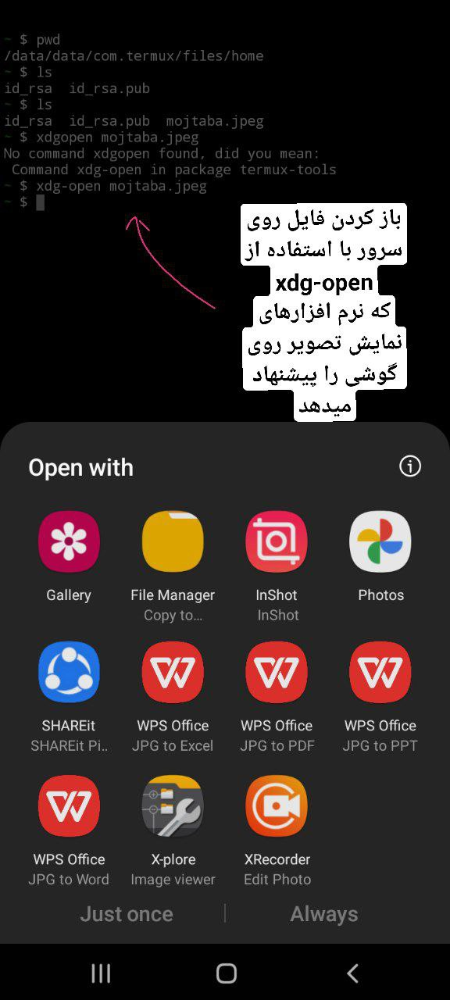 ~ $ pwd
/data/data/com.termux/files/home
~ $ ls
id_rsa  id_rsa.pub
~ $ ls
id_rsa  id_rsa.pub  mojtaba.jpeg
~ $ xdgopen mojtaba.jpeg
No command xdgopen found, did you mean:
 Command xdg-open in package termux-tools
~ $ xdg-open mojtaba.jpeg
~ $
باز کردن فایل روی
سرور با استفاده از
xdg-open
که نرم افزارهای
نمایش تصویر روی
گوشی را پیشنهاد
میدهد
Open with
Gallery
File Manager
Copy to...
InShot
InShot
Photos
SHAREit
SHAREit Pi..
WPS Office
JPG to Excel
WPS Office
JPG to PDF
WPS Office
JPG to PPT
WPS Office
JPG to Word
X-plore
Image viewer
XRecorder
Edit Photo
Just once
Always